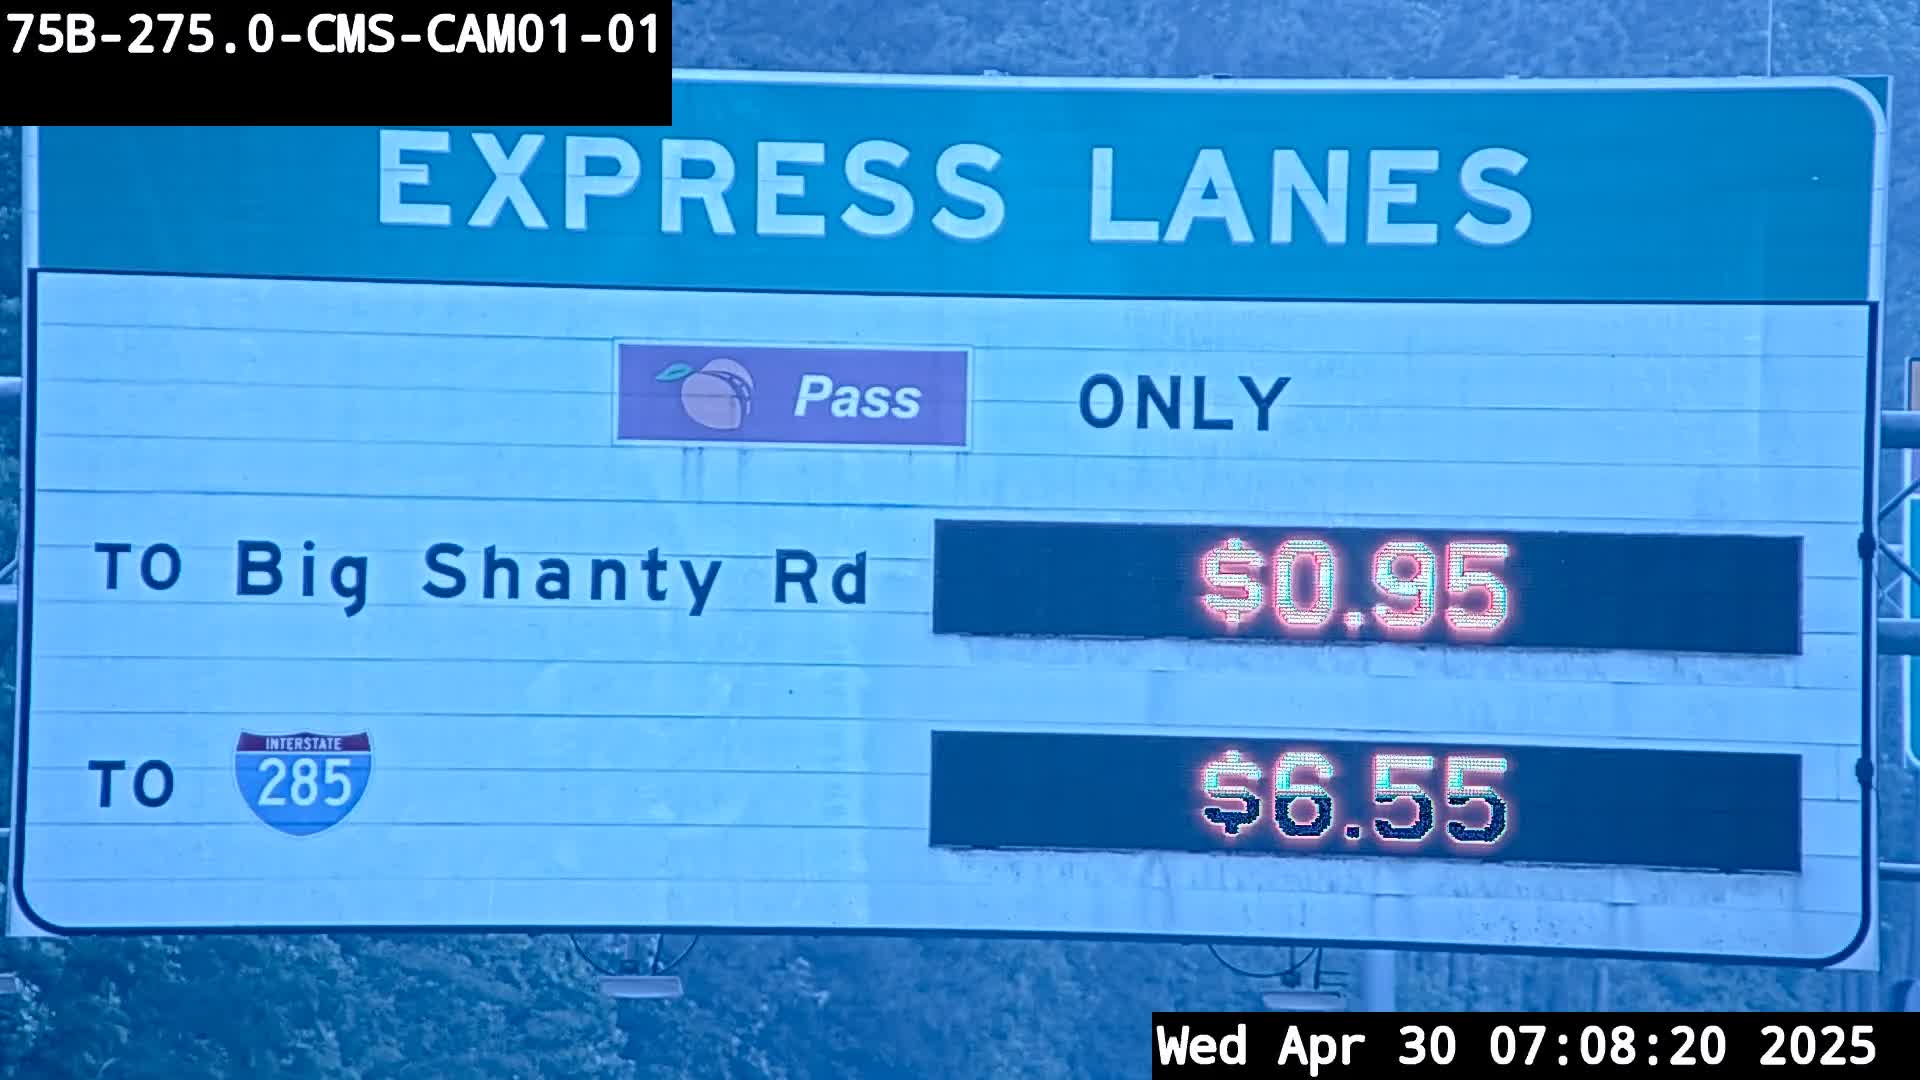 75B-275.0-CMS-CAM01-01
EXPRESS LANES
Pass ONLY
TO Big Shanty Rd $0.95
INTERSTATE
TO 285 $6.55
Wed Apr 30 07:08:20 2025